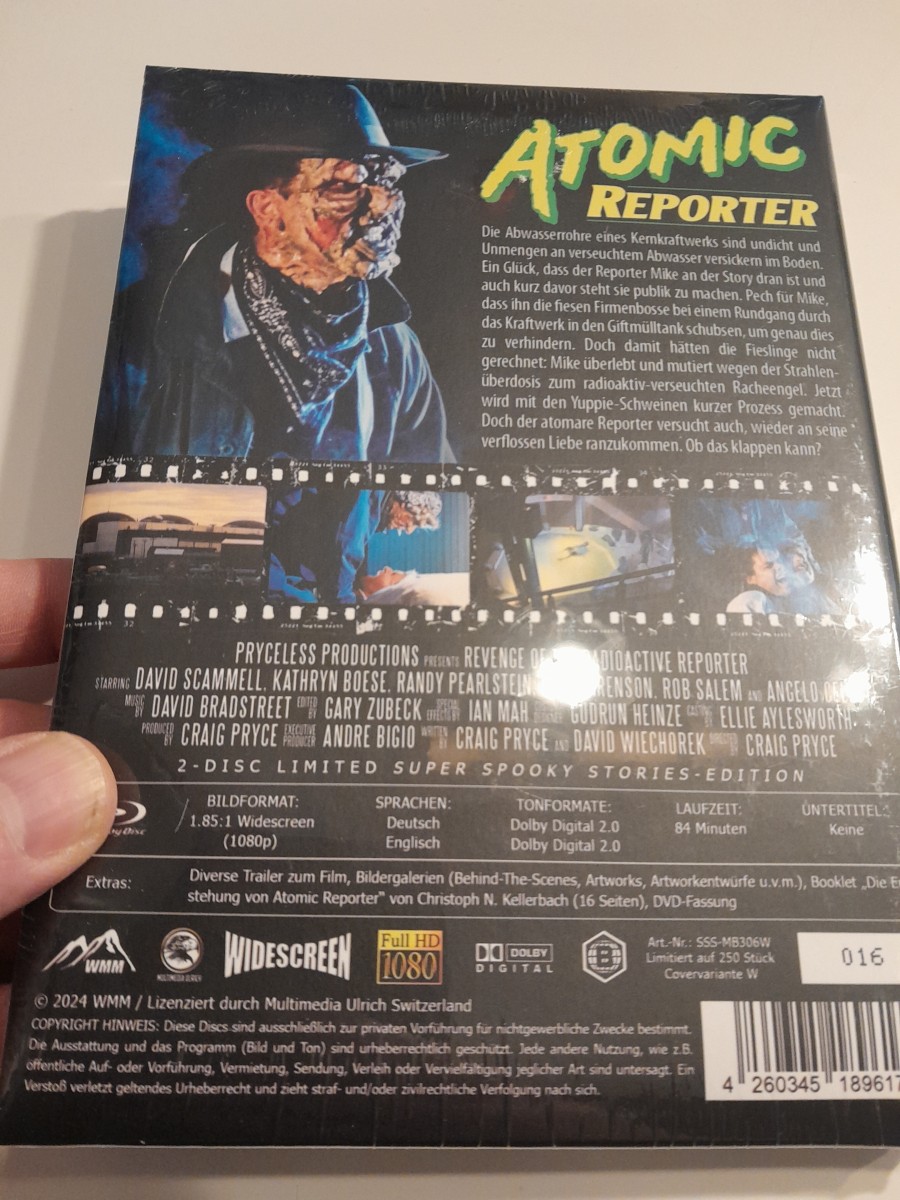 ATOMIC
REPORTER
Die Abwasserrohre eines Kernkraftwerks sind undicht und
Unmengen an verseuchtem Abwasser versickern im Boden.
Ein Glück, dass der Reporter Mike an der Story dran ist und
auch kurz davor steht sie publik zu machen. Pech für Mike,
dass ihn die fiesen Firmenbosse bei einem Rundgang durch
das Kraftwerk in den Giftmülltank schubsen, um genau dies
zu verhindern. Doch damit hätten die Fieslinge nicht
gerechnet: Mike überlebt und mutiert wegen der Strahlen-
überdosis zum radioaktiv-verseuchten Racheengel. Jetzt
wird mit den Yuppie-Schweinen kurzer Prozess gemacht.
Doch der atomare Reporter versucht auch, wieder an seine
verflossen Liebe ranzukommen. Ob das klappen kann?
PRYCELESS PRODUCTIONS PRESENTS REVENGE RADIOACTIVE REPORTER
STARRING DAVID SCAMMELL, KATHRYN BOESE, RANDY PEARLSTEIN ROB SALEM AND ANGELO
MUSIC BY DAVID BRADSTREET EDITED BY GARY ZUBECK SPECIAL EFFECTS BY IAN MAH GUDRUN HEINZE CASTING BY ELLIE AYLESWORTH
PRODUCED BY CRAIG PRYCE EXECUTIVE PRODUCER ANDRE BIGIO WRITTEN BY CRAIG PRYCE AND DAVID WIECHOREK DIRECTED BY CRAIG PRYCE
2-DISC LIMITED SUPER SPOOKY STORIES-EDITION
BILDFORMAT: SPRACHEN: TONFORMATE: LAUFZEIT: UNTERTITEL:
1.85:1 Widescreen Deutsch Dolby Digital 2.0 84 Minuten Keine
(1080p) Englisch Dolby Digital 2.0
Disc
Extras: Diverse Trailer zum Film, Bildergalerien (Behind-The-Scenes, Artworks, Artworkentwürfe u.v.m.), Booklet „Die
stehung von Atomic Reporter" von Christoph N. Kellerbach (16 Seiten), DVD-Fassung
WMM
MULTIMEDIA ULRICH
WIDESCREEN
Full HD
1080
DOLBY
DIGITAL
Art.-Nr.: SSS-MB306W
Limitiert auf 250 Stück
Covervariante W
016
© 2024 WMM / Lizenziert durch Multimedia Ulrich Switzerland
COPYRIGHT HINWEIS: Diese Discs sind ausschließlich zur privaten Vorführung für nichtgewerbliche Zwecke bestimmt.
Die Ausstattung und das Programm (Bild und Ton) sind urheberrechtlich geschützt. Jede andere Nutzung, wie z.B.
öffentliche Auf- oder Vorführung, Vermietung, Sendung, Verleih oder Vervielfältigung jeglicher Art sind untersagt. Ein
Verstoß verletzt geltendes Urheberrecht und zieht straf- und/oder zivilrechtliche Verfolgung nach sich.
4 260345 189617